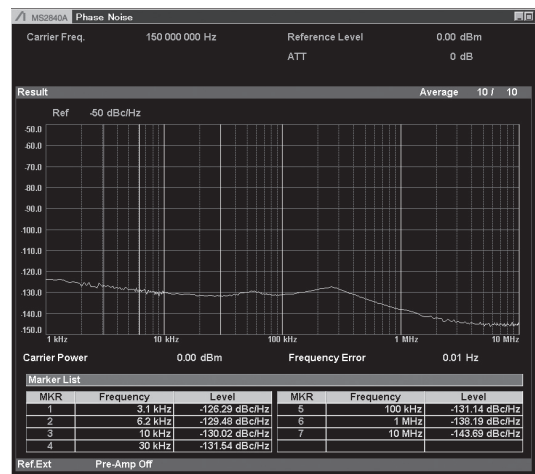 MS2840A Phase Noise
Carrier Freq. 150 000 000 Hz Reference Level 0.00 dBm
ATT 0 dB
Result Average 10 / 10
Ref -50 dBc/Hz
-50.0
-60.0
-70.0
-80.0
-90.0
-100.0
-110.0
-120.0
-130.0
-140.0
-150.0
1 kHz 10 kHz 100 kHz 1 MHz 10 MHz
Carrier Power 0.00 dBm Frequency Error 0.01 Hz
Marker List
MKR Frequency Level MKR Frequency Level
1 3.1 kHz -126.29 dBc/Hz 5 100 kHz -131.14 dBc/Hz
2 6.2 kHz -129.48 dBc/Hz 6 1 MHz -138.19 dBc/Hz
3 10 kHz -130.02 dBc/Hz 7 10 MHz -143.69 dBc/Hz
4 30 kHz -131.54 dBc/Hz
Ref.Ext Pre-Amp Off